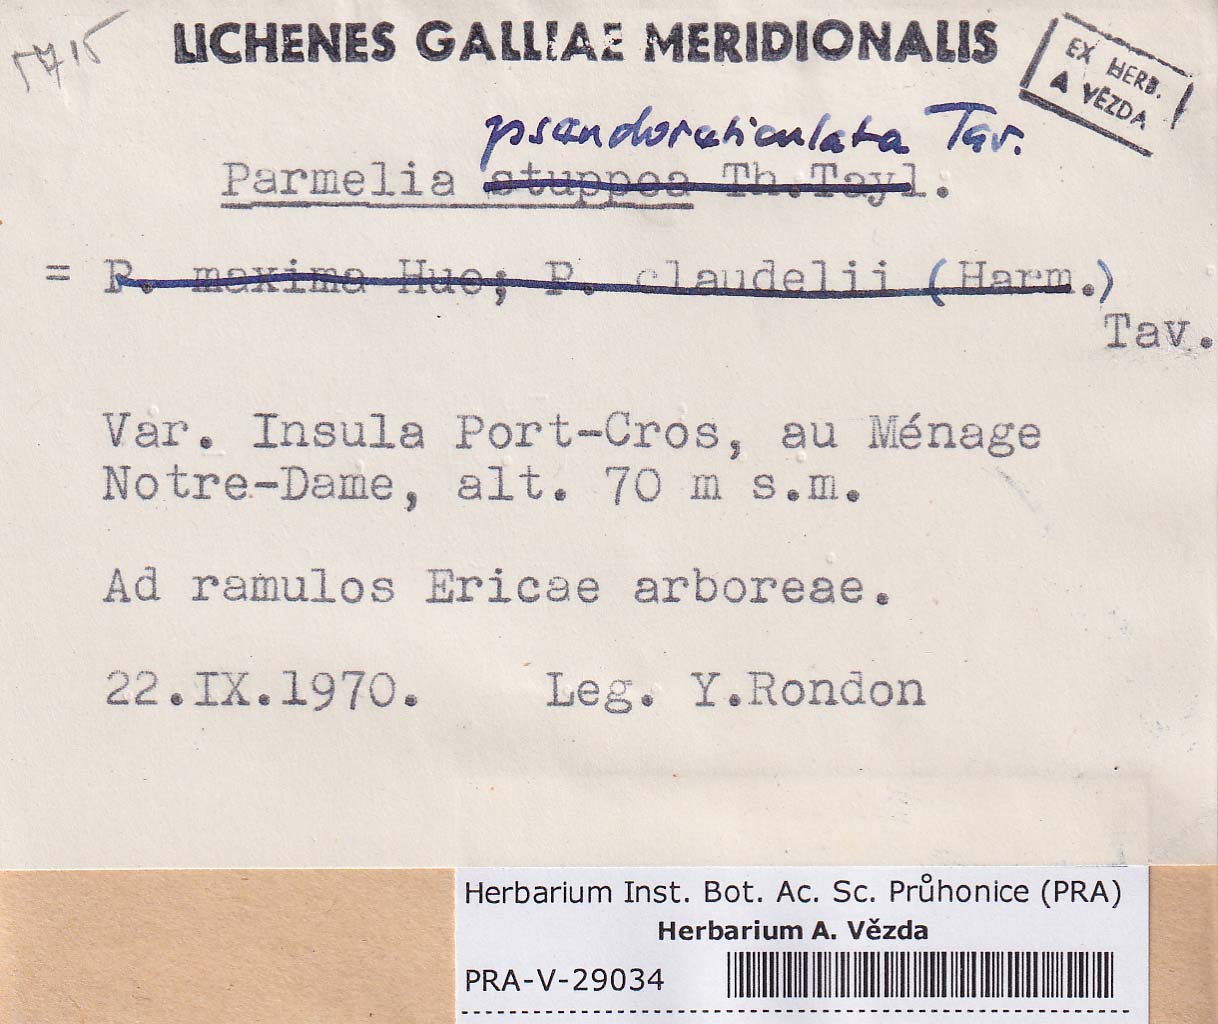 5715
LICHENES GALLIAE MERIDIONALIS
EX HERB.
A VĚZDA
pseudoreticulata Tav.
Parmelia stuppea Th.Tayl.
= P. maxima Hue; P. claudelii (Harm.)
Tav.
Var. Insula Port-Cros, au Ménage
Notre-Dame, alt. 70 m s.m.
Ad ramulos Ericae arboreae.
22.IX.1970. Leg. Y.Rondon
Herbarium Inst. Bot. Ac. Sc. Průhonice (PRA)
Herbarium A. Vězda
PRA-V-29034